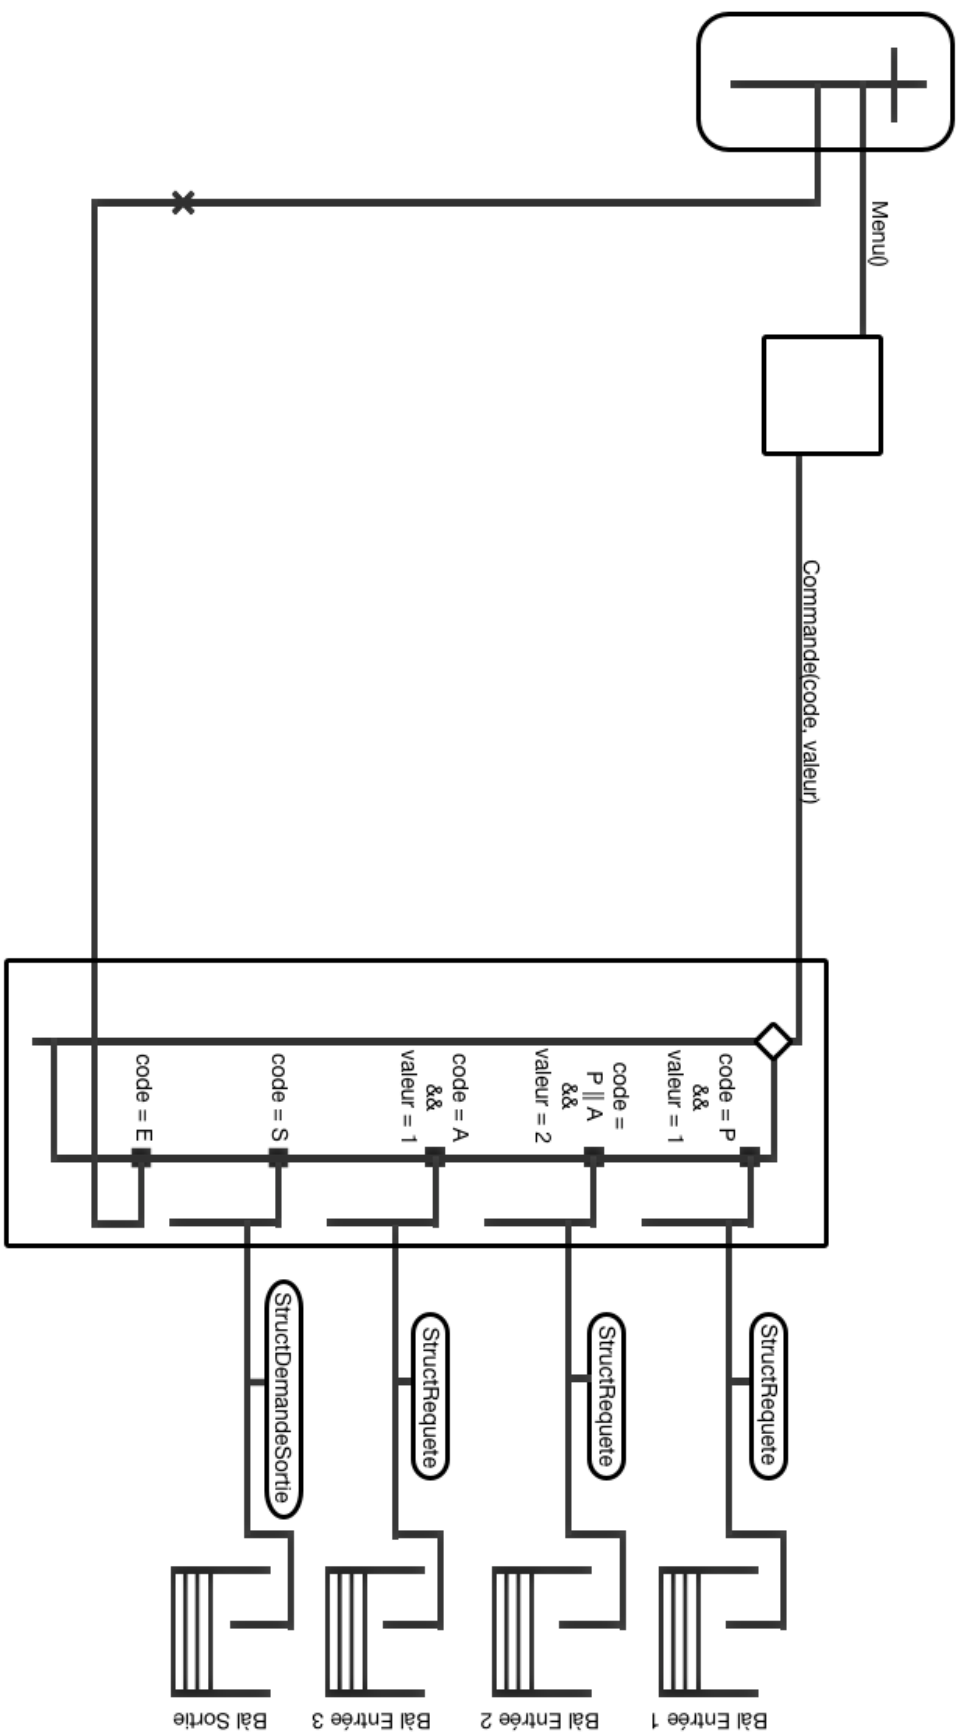 Menu()
Commande(code, valeur)
code = P
&&
valeur = 1
code =
P || A
&&
valeur = 2
code = A
&&
valeur = 1
code = S
code = E
StructRequete
StructRequete
StructRequete
StructDemandeSortie
Bàl Entrée 1
Bàl Entrée 2
Bàl Entrée 3
Bàl Sortie